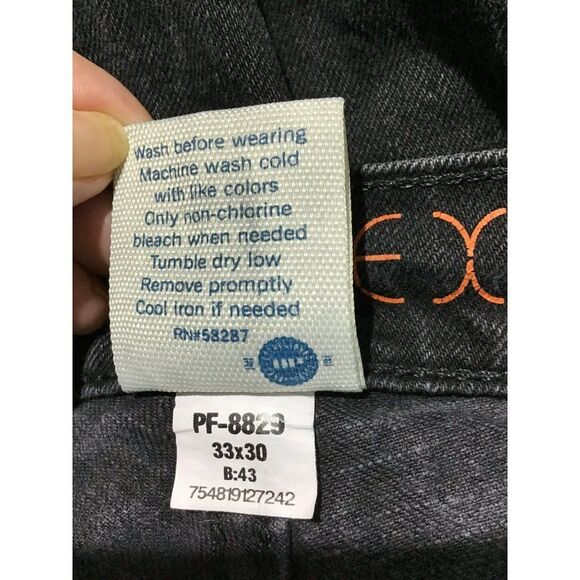 Wash before wearing
Machine wash cold
with like colors
Only non-chlorine
bleach when needed
Tumble dry low
Remove promptly
Cool iron if needed
RN#58287
EX
PF-8829
33x30
B:43
754819127242